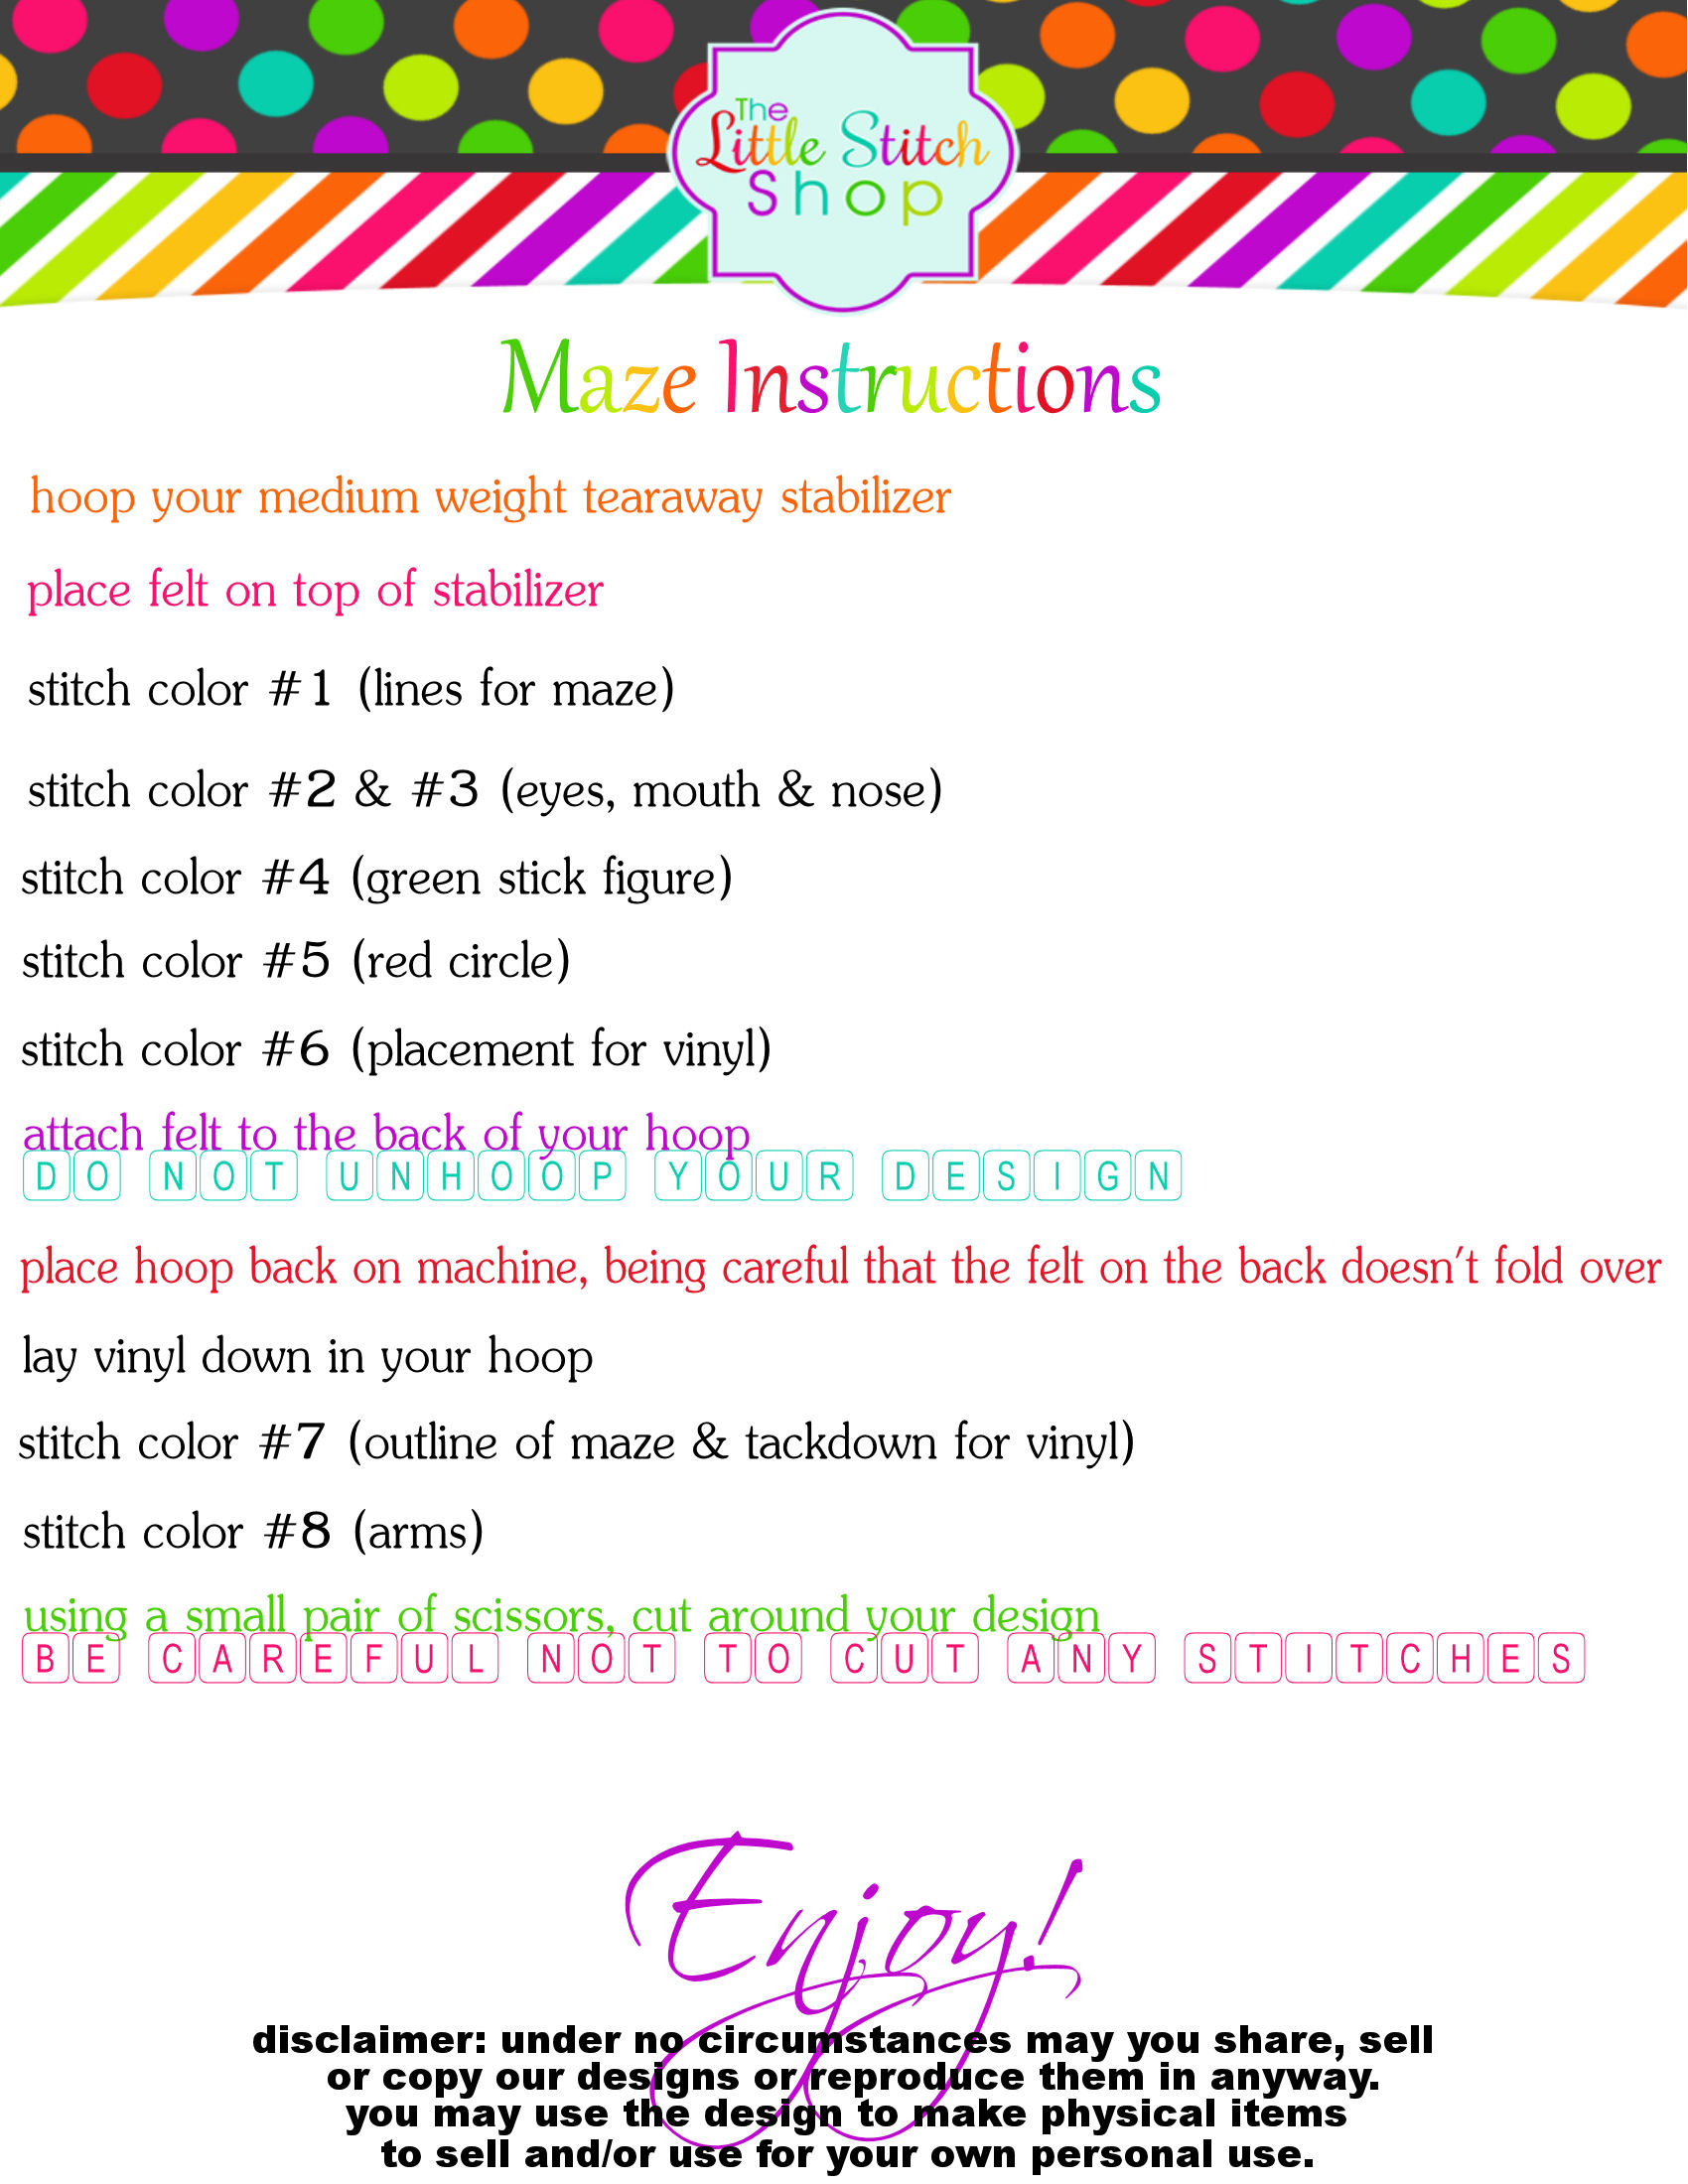 The
Little Stitch
Shop
Maze Instructions
hoop your medium weight tearaway stabilizer
place felt on top of stabilizer
stitch color #1 (lines for maze)
stitch color #2 & #3 (eyes, mouth & nose)
stitch color #4 (green stick figure)
stitch color #5 (red circle)
stitch color #6 (placement for vinyl)
attach felt to the back of your hoop
DO NOT UNHOOP YOUR DESIGN
place hoop back on machine, being careful that the felt on the back doesn't fold over
lay vinyl down in your hoop
stitch color #7 (outline of maze & tackdown for vinyl)
stitch color #8 (arms)
using a small pair of scissors, cut around your design
BE CAREFUL NOT TO CUT ANY STITCHES
Enjoy!
disclaimer: under no circumstances may you share, sell
or copy our designs or reproduce them in anyway.
you may use the design to make physical items
to sell and/or use for your own personal use.